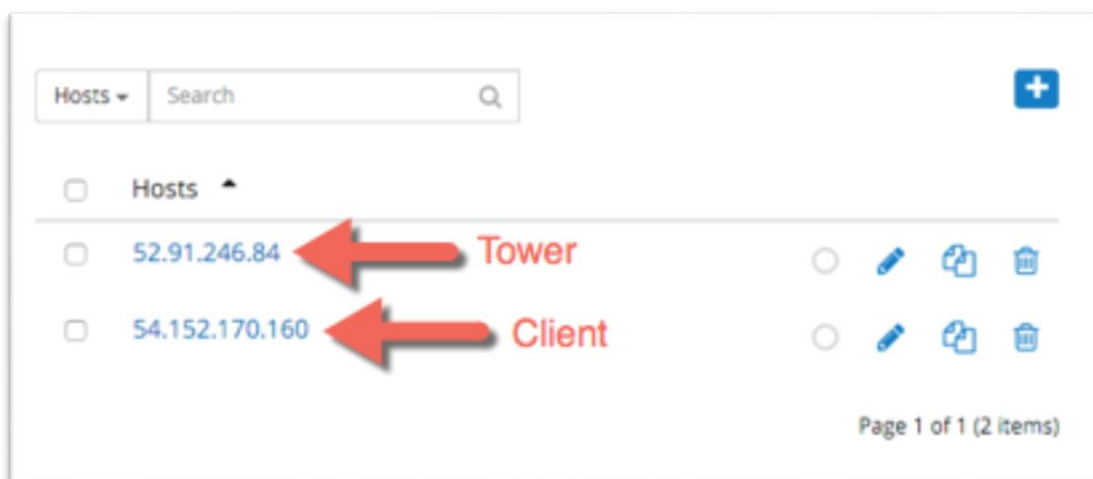 Hosts Search
Hosts
52.91.246.84 Tower
54.152.170.160 Client
Page 1 of 1 (2 items)